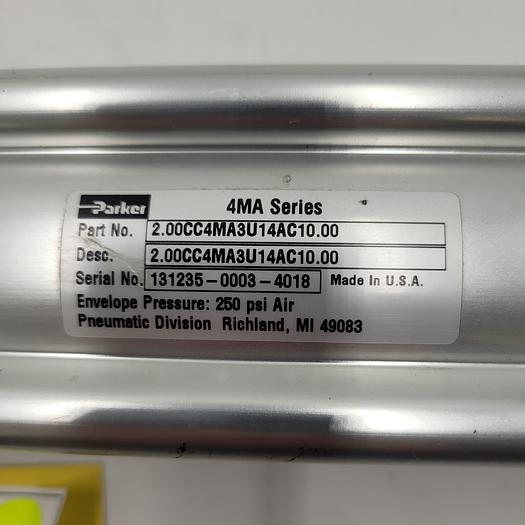 Parker 4MA Series
Part No. 2.00CC4MA3U14AC10.00
Desc. 2.00CC4MA3U14AC10.00
Serial No. 131235-0003-4018 Made In U.S.A.
Envelope Pressure: 250 psi Air
Pneumatic Division Richland, MI 49083